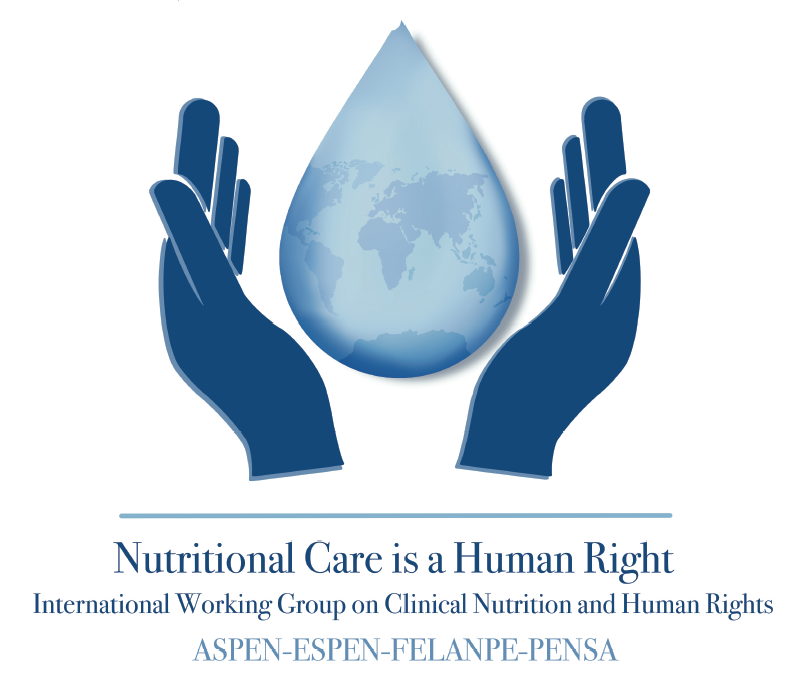 Nutritional Care is a Human Right
International Working Group on Clinical Nutrition and Human Rights
ASPEN-ESPEN-FELANPE-PENSA